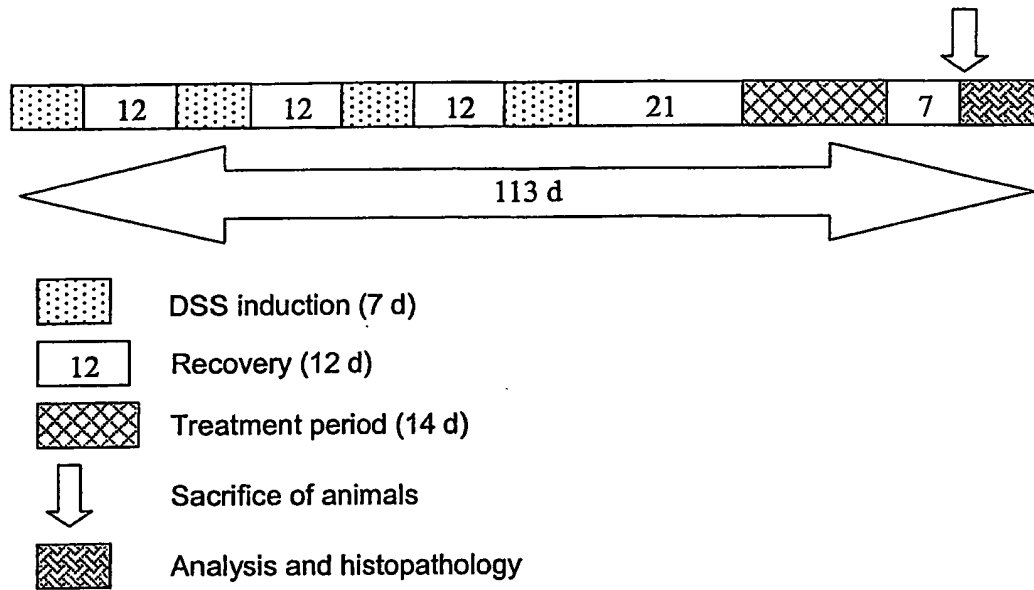 12 12 12 21 7
113 d
DSS induction (7 d)
12 Recovery (12 d)
Treatment period (14 d)
Sacrifice of animals
Analysis and histopathology